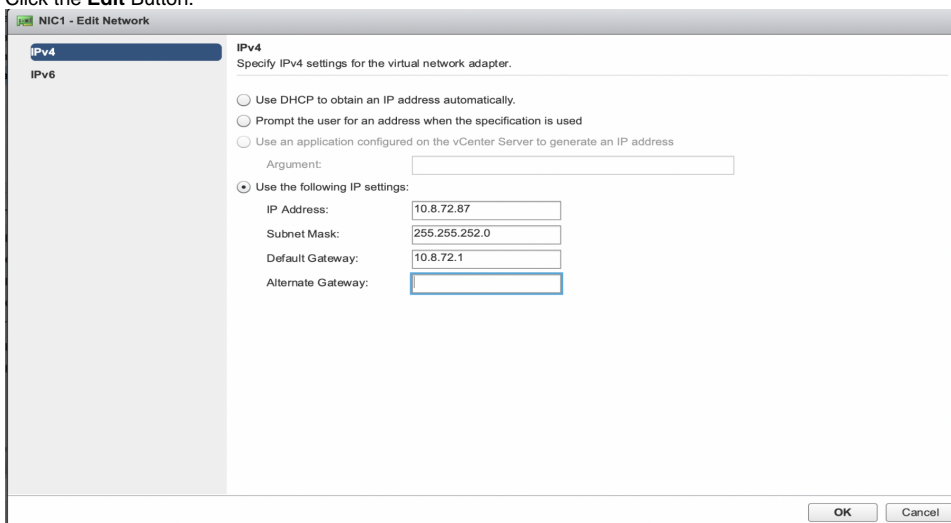 Click the Edit Button.
NIC1 - Edit Network
IPv4
IPv6
IPv4
Specify IPv4 settings for the virtual network adapter.
Use DHCP to obtain an IP address automatically.
Prompt the user for an address when the specification is used
Use an application configured on the vCenter Server to generate an IP address
Argument:
Use the following IP settings:
IP Address: 10.8.72.87
Subnet Mask: 255.255.252.0
Default Gateway: 10.8.72.1
Alternate Gateway:
OK Cancel